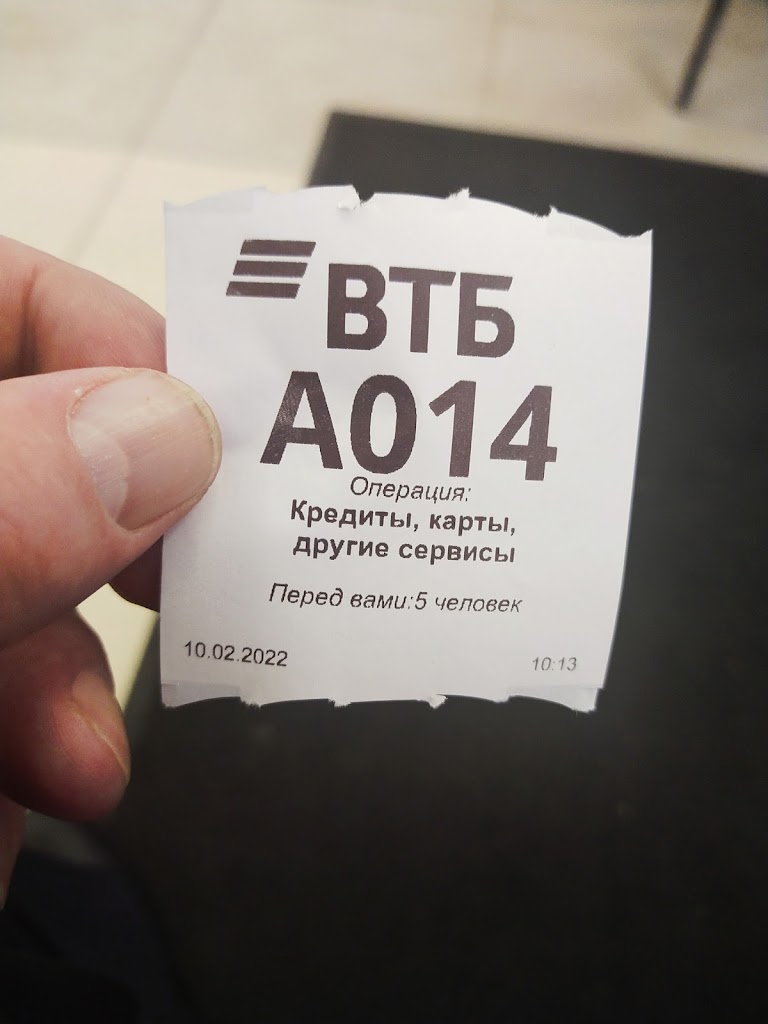 ВТБ
А014
Операция:
Кредиты, карты,
другие сервисы
Перед вами:5 человек
10.02.2022 10:13